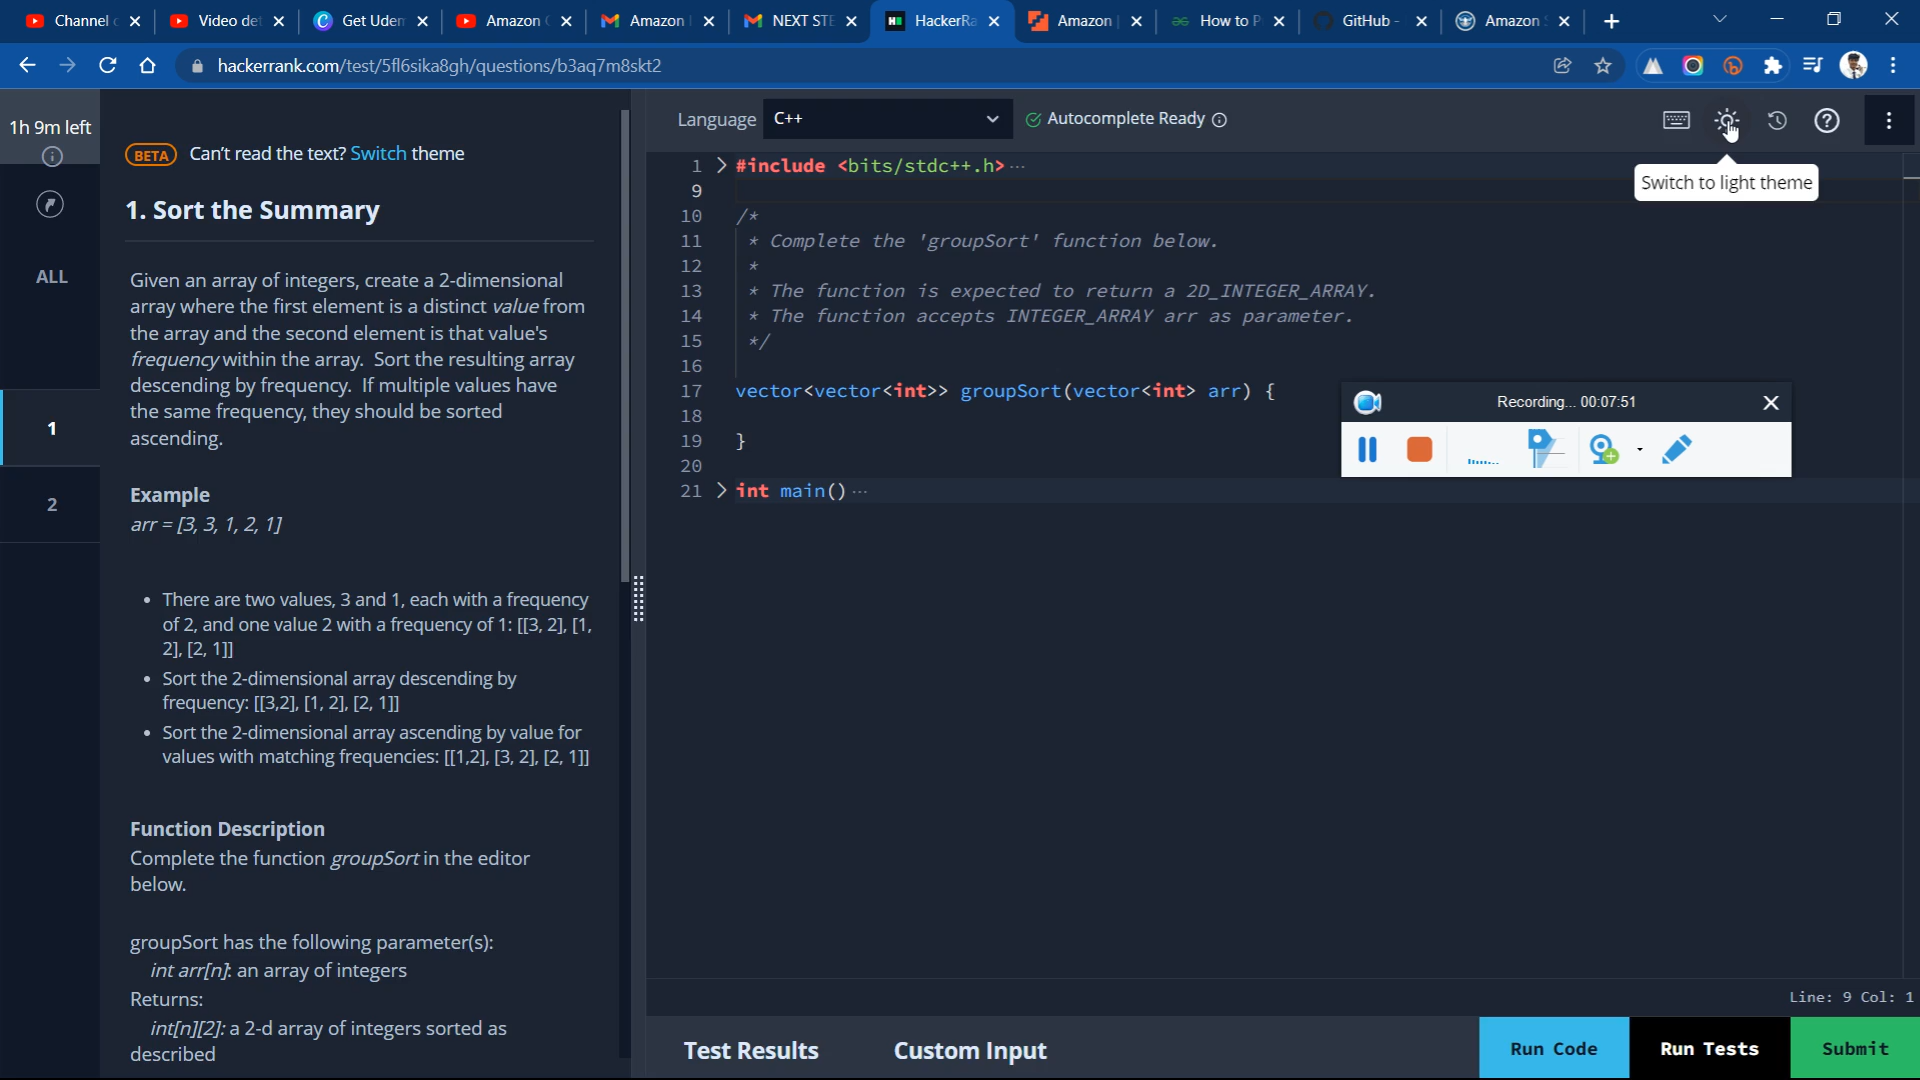 Channel c
Video det
Get Udem
Amazon
Amazon
NEXT STE
HackerRa
Amazon
How to P
GitHub -
Amazon S
hackerrank.com/test/5fl6sika8gh/questions/b3aq7m8skt2
1h 9m left
ALL
1
2
BETA Can't read the text? Switch theme
1. Sort the Summary
Given an array of integers, create a 2-dimensional
array where the first element is a distinct value from
the array and the second element is that value's
frequency within the array. Sort the resulting array
descending by frequency. If multiple values have
the same frequency, they should be sorted
ascending.
Example
arr = [3, 3, 1, 2, 1]
• There are two values, 3 and 1, each with a frequency
of 2, and one value 2 with a frequency of 1: [[3, 2], [1,
2], [2, 1]]
• Sort the 2-dimensional array descending by
frequency: [[3,2], [1, 2], [2, 1]]
• Sort the 2-dimensional array ascending by value for
values with matching frequencies: [[1,2], [3, 2], [2, 1]]
Function Description
Complete the function groupSort in the editor
below.
groupSort has the following parameter(s):
int arr[n]: an array of integers
Returns:
int[n][2]: a 2-d array of integers sorted as
described
Language C++ Autocomplete Ready
Switch to light theme
1 #include <bits/stdc++.h> ...
9
10 /*
11 * Complete the 'groupSort' function below.
12 *
13 * The function is expected to return a 2D_INTEGER_ARRAY.
14 * The function accepts INTEGER_ARRAY arr as parameter.
15 */
16
17 vector<vector<int>> groupSort(vector<int> arr) {
18
19 }
20
21 int main() ...
Recording... 00:07:51
Line: 9 Col: 1
Test Results Custom Input Run Code Run Tests Submit